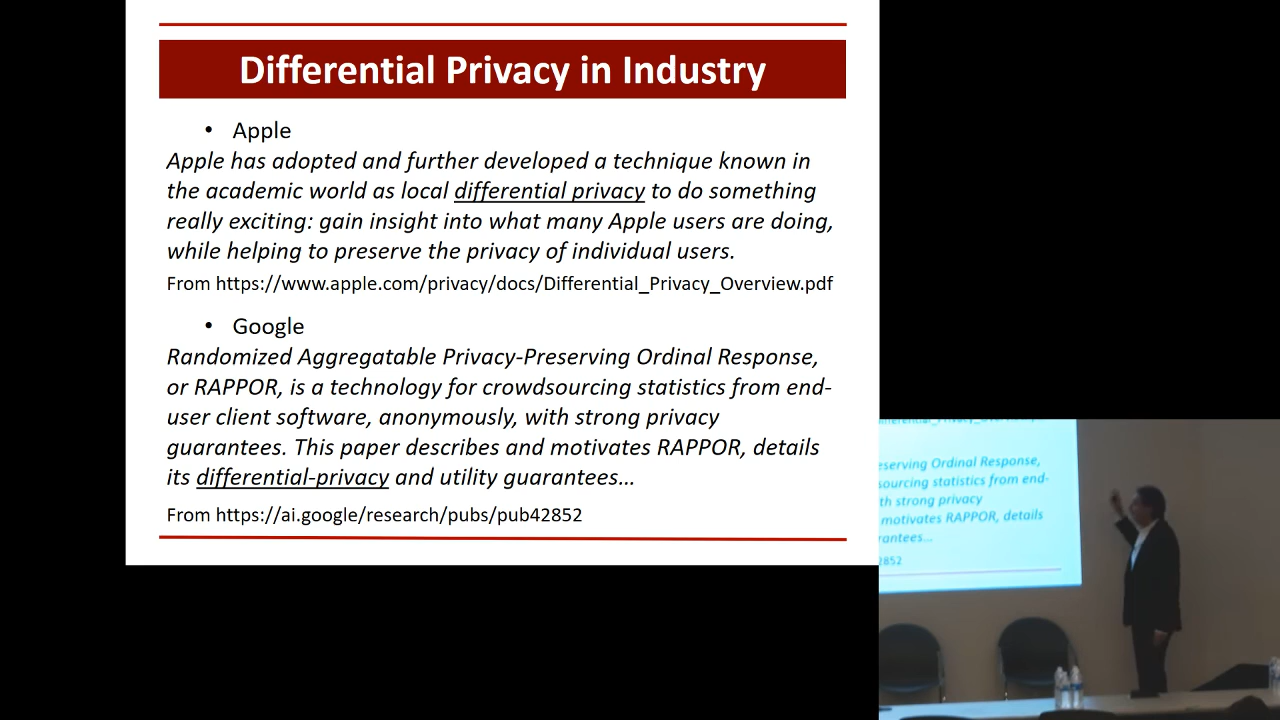 Differential Privacy in Industry
• Apple
Apple has adopted and further developed a technique known in
the academic world as local differential privacy to do something
really exciting: gain insight into what many Apple users are doing,
while helping to preserve the privacy of individual users.
From https://www.apple.com/privacy/docs/Differential_Privacy_Overview.pdf
• Google
Randomized Aggregatable Privacy-Preserving Ordinal Response,
or RAPPOR, is a technology for crowdsourcing statistics from end-
user client software, anonymously, with strong privacy
guarantees. This paper describes and motivates RAPPOR, details
its differential-privacy and utility guarantees...
From https://ai.google/research/pubs/pub42852
eserving Ordinal Response,
sourcing statistics from end-
th strong privacy
motivates RAPPOR, details
rantees...
2852